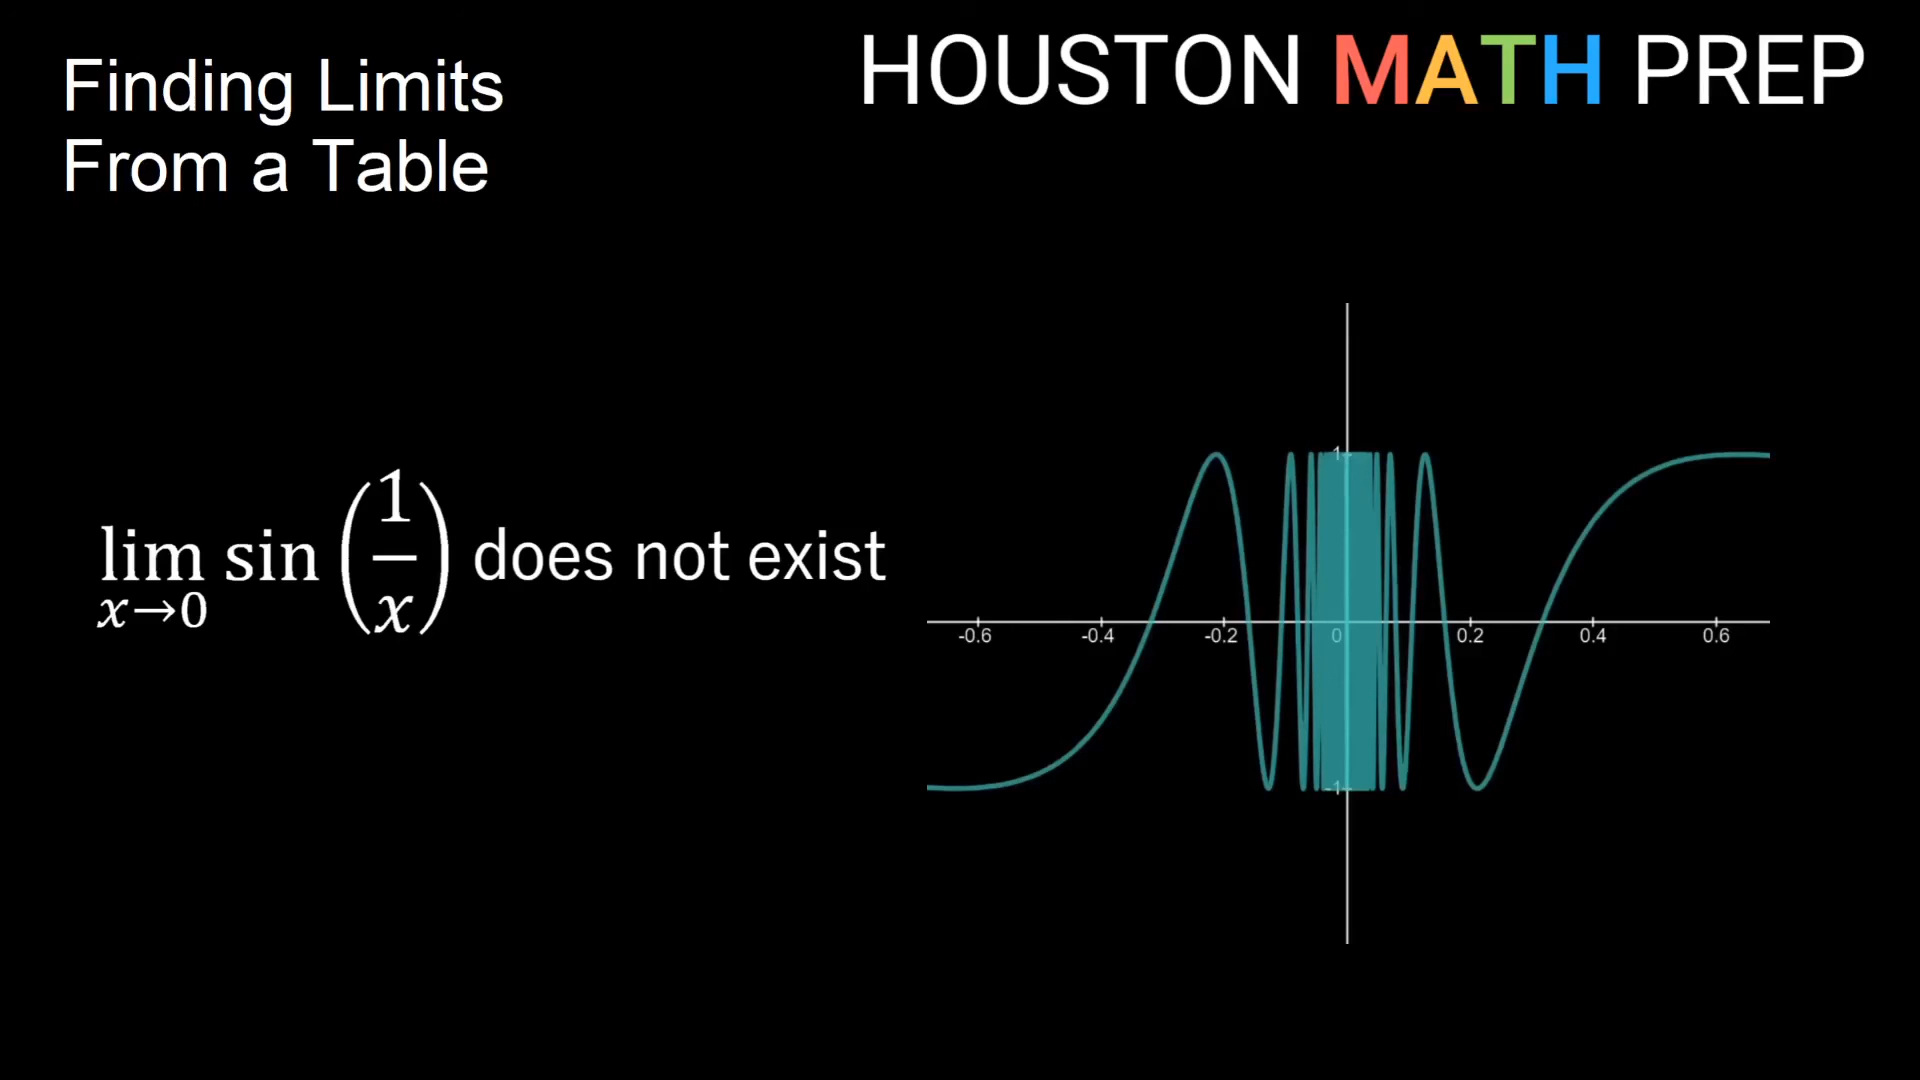 Finding Limits
From a Table
HOUSTON MATH PREP
lim sin (1/x) does not exist
x→0
1
-0.6 -0.4 -0.2 0 0.2 0.4 0.6
-1